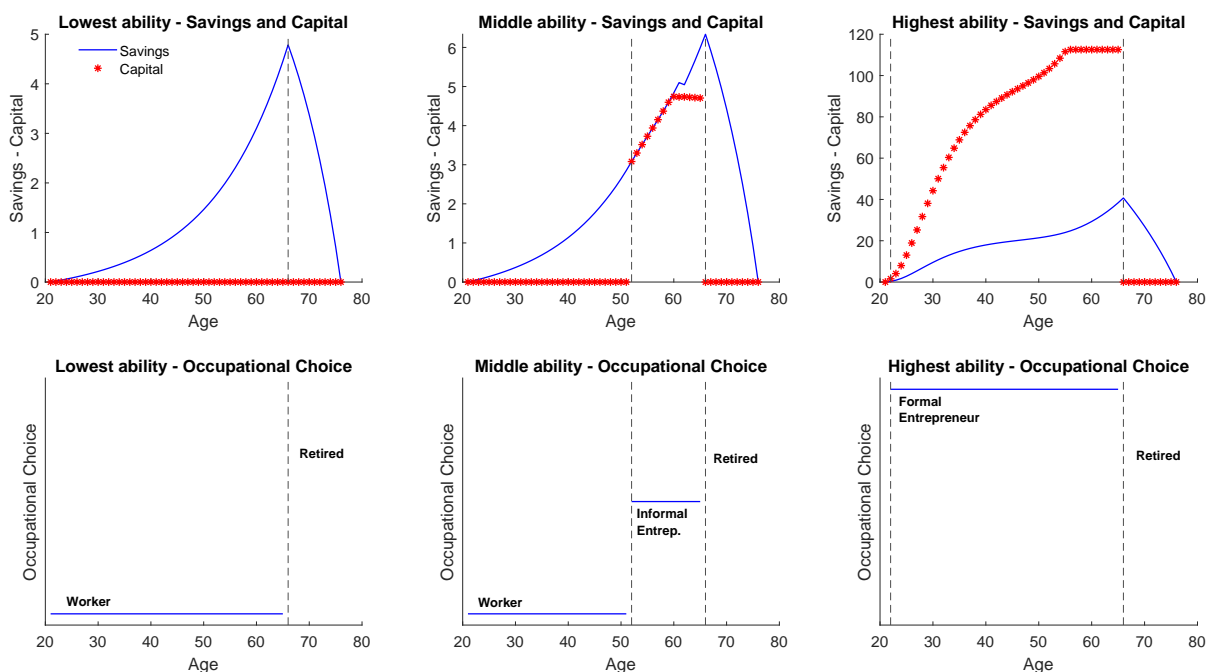 Lowest ability - Savings and Capital
Savings - Capital
5
4
3
2
1
0
Savings
Capital
20 30 40 50 60 70 80
Age
Middle ability - Savings and Capital
Savings - Capital
6
5
4
3
2
1
0
20 30 40 50 60 70 80
Age
Highest ability - Savings and Capital
Savings - Capital
120
100
80
60
40
20
0
20 30 40 50 60 70 80
Age
Lowest ability - Occupational Choice
Occupational Choice
Retired
Worker
20 30 40 50 60 70 80
Age
Middle ability - Occupational Choice
Occupational Choice
Retired
Informal
Entrep.
Worker
20 30 40 50 60 70 80
Age
Highest ability - Occupational Choice
Occupational Choice
Formal
Entrepreneur
Retired
20 30 40 50 60 70 80
Age